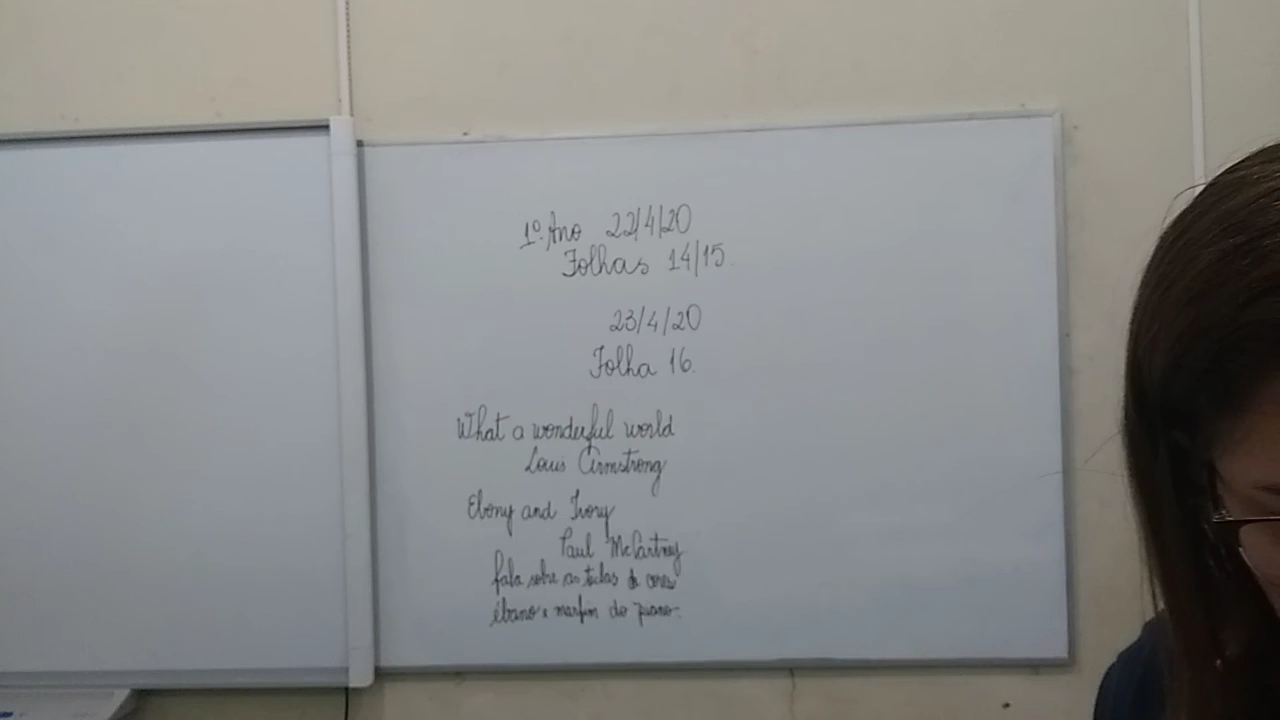 1º. Ano 22/4/20
Folhas 14/15
23/4/20
Folha 16.
What a wonderful world
Louis Armstrong
Ebony and Ivory
Paul McCartney
fala sobre as teclas de cores
ébano e marfim do piano.